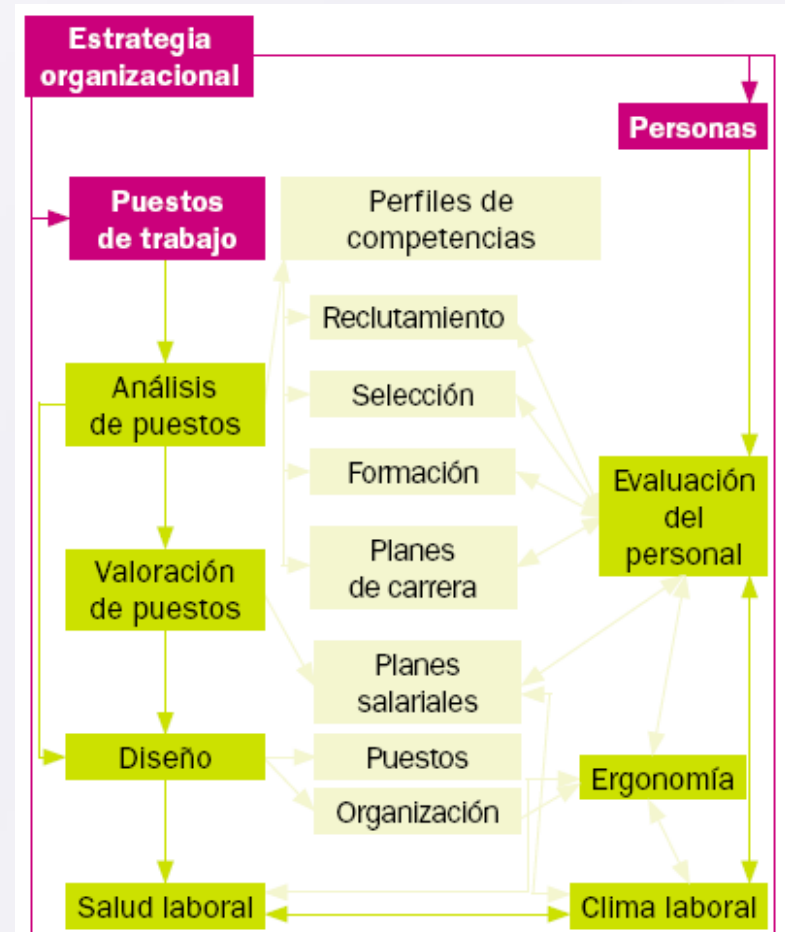 Estrategia
organizacional
Personas
Puestos
de trabajo
Perfiles de
competencias
Reclutamiento
Análisis
de puestos
Selección
Formación
Evaluación
del
personal
Valoración
de puestos
Planes
de carrera
Planes
salariales
Diseño
Puestos
Ergonomía
Organización
Salud laboral
Clima laboral